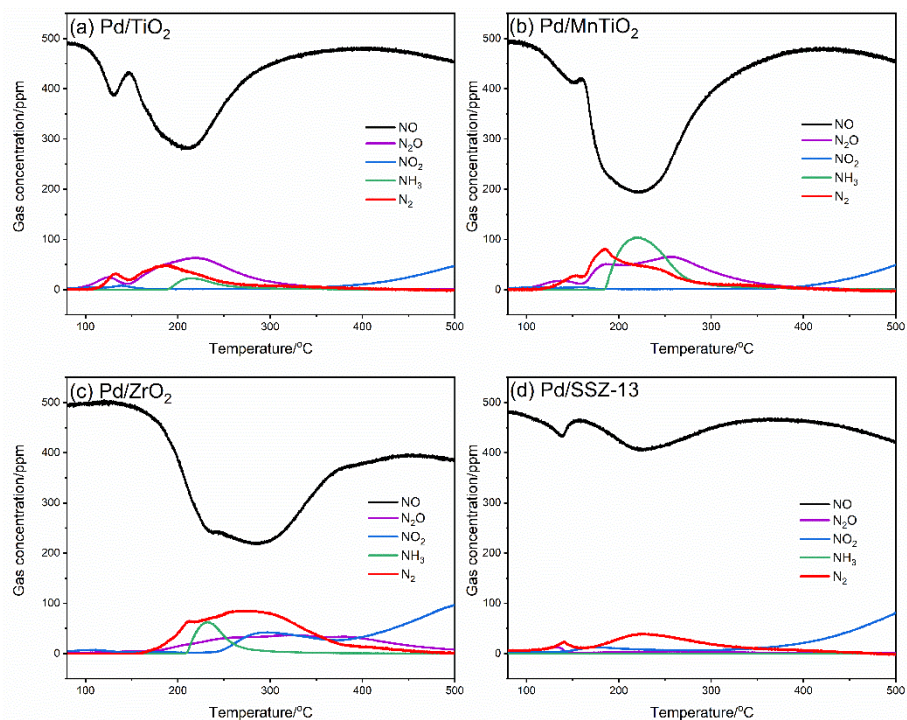 (a) Pd/TiO₂
500
400
300
200
100
0
Gas concentration/ppm
NO
N₂O
NO₂
NH₃
N₂
100
200
300
400
500
Temperature/°C
(b) Pd/MnTiO₂
500
400
300
200
100
0
Gas concentration/ppm
NO
N₂O
NO₂
NH₃
N₂
100
200
300
400
500
Temperature/°C
(c) Pd/ZrO₂
500
400
300
200
100
0
Gas concentration/ppm
NO
N₂O
NO₂
NH₃
N₂
100
200
300
400
500
Temperature/°C
(d) Pd/SSZ-13
500
400
300
200
100
0
Gas concentration/ppm
NO
N₂O
NO₂
NH₃
N₂
100
200
300
400
500
Temperature/°C